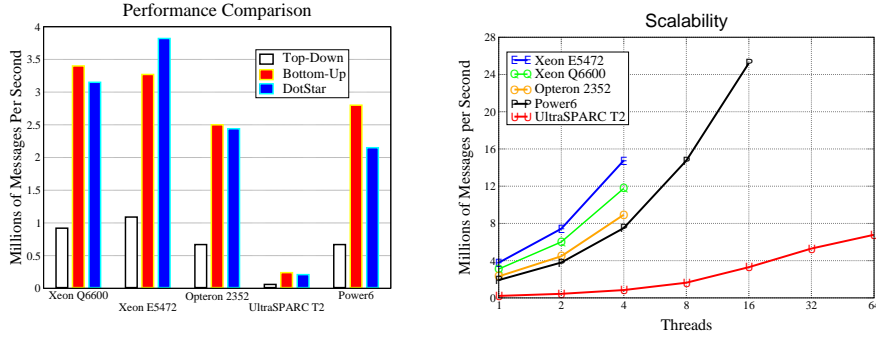 Performance Comparison
Millions of Messages Per Second
4
3.5
3
2.5
2
1.5
1
0.5
0
Top-Down
Bottom-Up
DotStar
Xeon Q6600
Xeon E5472
Opteron 2352
UltraSPARC T2
Power6
Scalability
Millions of Messages per Second
28
24
20
16
12
8
4
0
Xeon E5472
Xeon Q6600
Opteron 2352
Power6
UltraSPARC T2
1
2
4
8
16
32
64
Threads